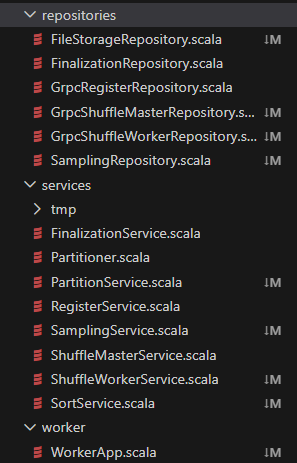 repositories
FileStorageRepository.scala ↓M
FinalizationRepository.scala
GrpcRegisterRepository.scala
GrpcShuffleMasterRepository.s... ↓M
GrpcShuffleWorkerRepository.s... ↓M
SamplingRepository.scala ↓M
services
tmp
FinalizationService.scala
Partitioner.scala
PartitionService.scala ↓M
RegisterService.scala
SamplingService.scala ↓M
ShuffleMasterService.scala
ShuffleWorkerService.scala ↓M
SortService.scala ↓M
worker
WorkerApp.scala ↓M